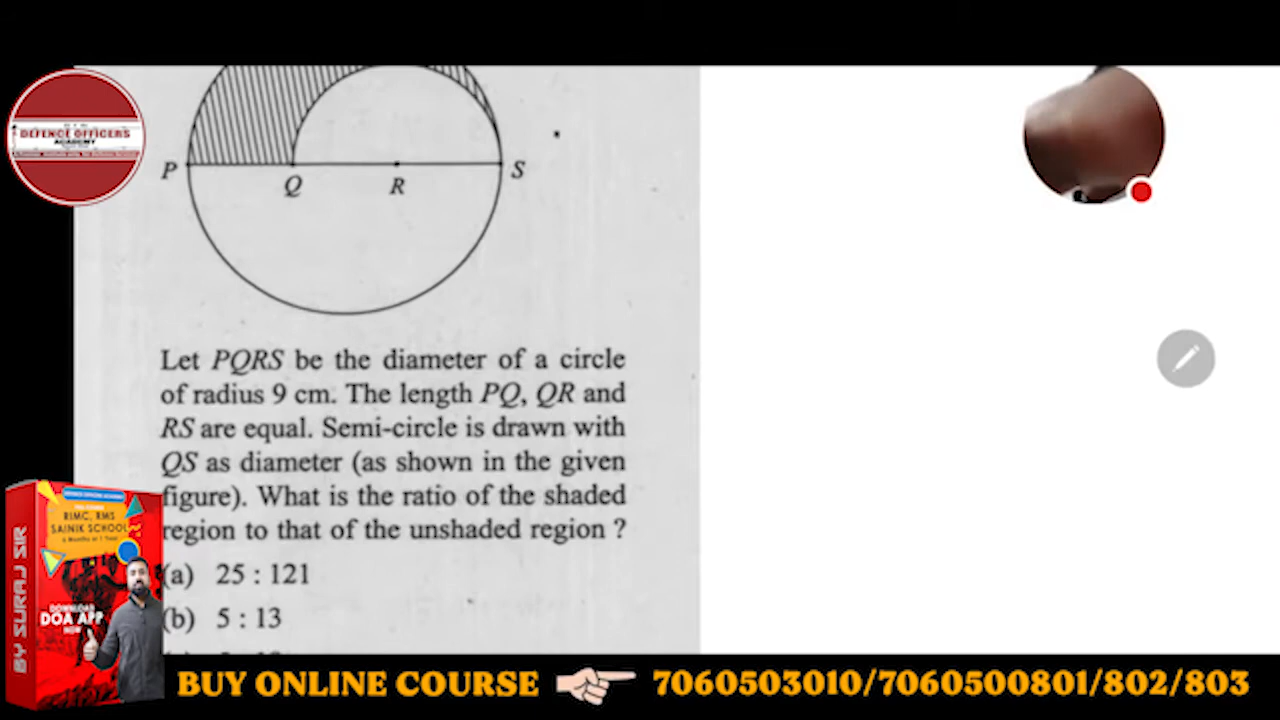 DEFENCE OFFICERS
ACADEMY
P
Q
R
S
Let PQRS be the diameter of a circle
of radius 9 cm. The length PQ, QR and
RS are equal. Semi-circle is drawn with
QS as diameter (as shown in the given
figure). What is the ratio of the shaded
region to that of the unshaded region ?
(a) 25 : 121
(b) 5 : 13
BY SURAJ SIR
RIMC, RMS
SAINIK SCHOOL
DOWNLOAD
DOA APP
NOW
BUY ONLINE COURSE
7060503010/7060500801/802/803